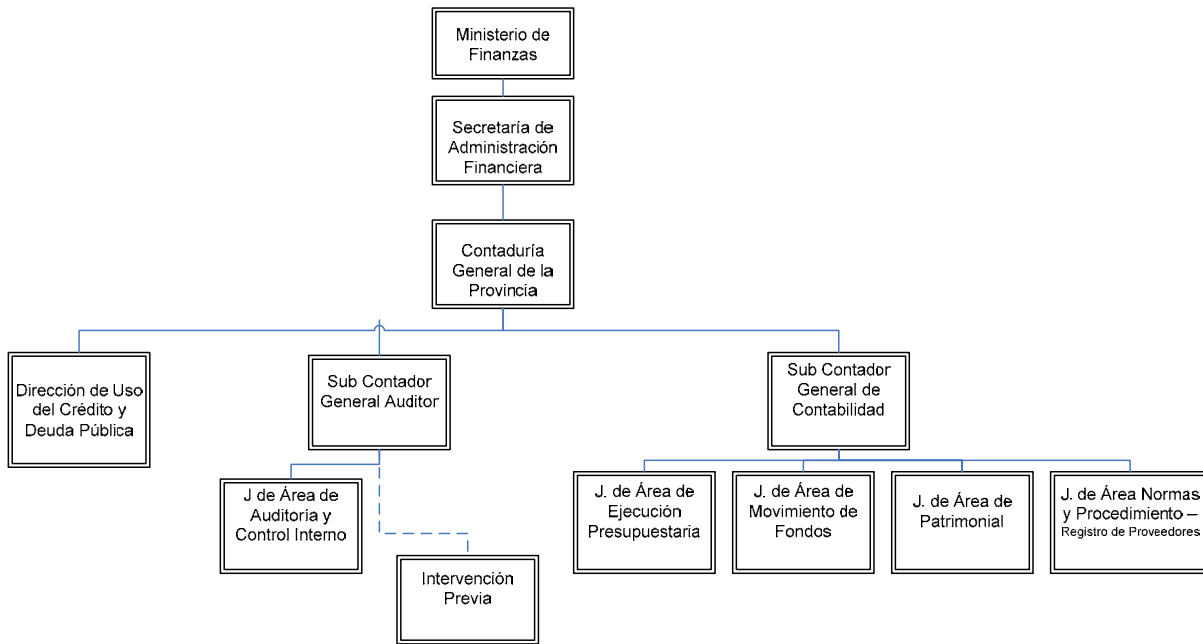 Ministerio de
Finanzas
Secretaría de
Administración
Financiera
Contaduría
General de la
Provincia
Dirección de Uso
del Crédito y
Deuda Pública
Sub Contador
General Auditor
Sub Contador
General de
Contabilidad
J de Área de
Auditoría y
Control Interno
Intervención
Previa
J. de Área de
Ejecución
Presupuestaria
J. de Área de
Movimiento de
Fondos
J. de Área de
Patrimonial
J. de Área Normas
y Procedimiento –
Registro de Proveedores